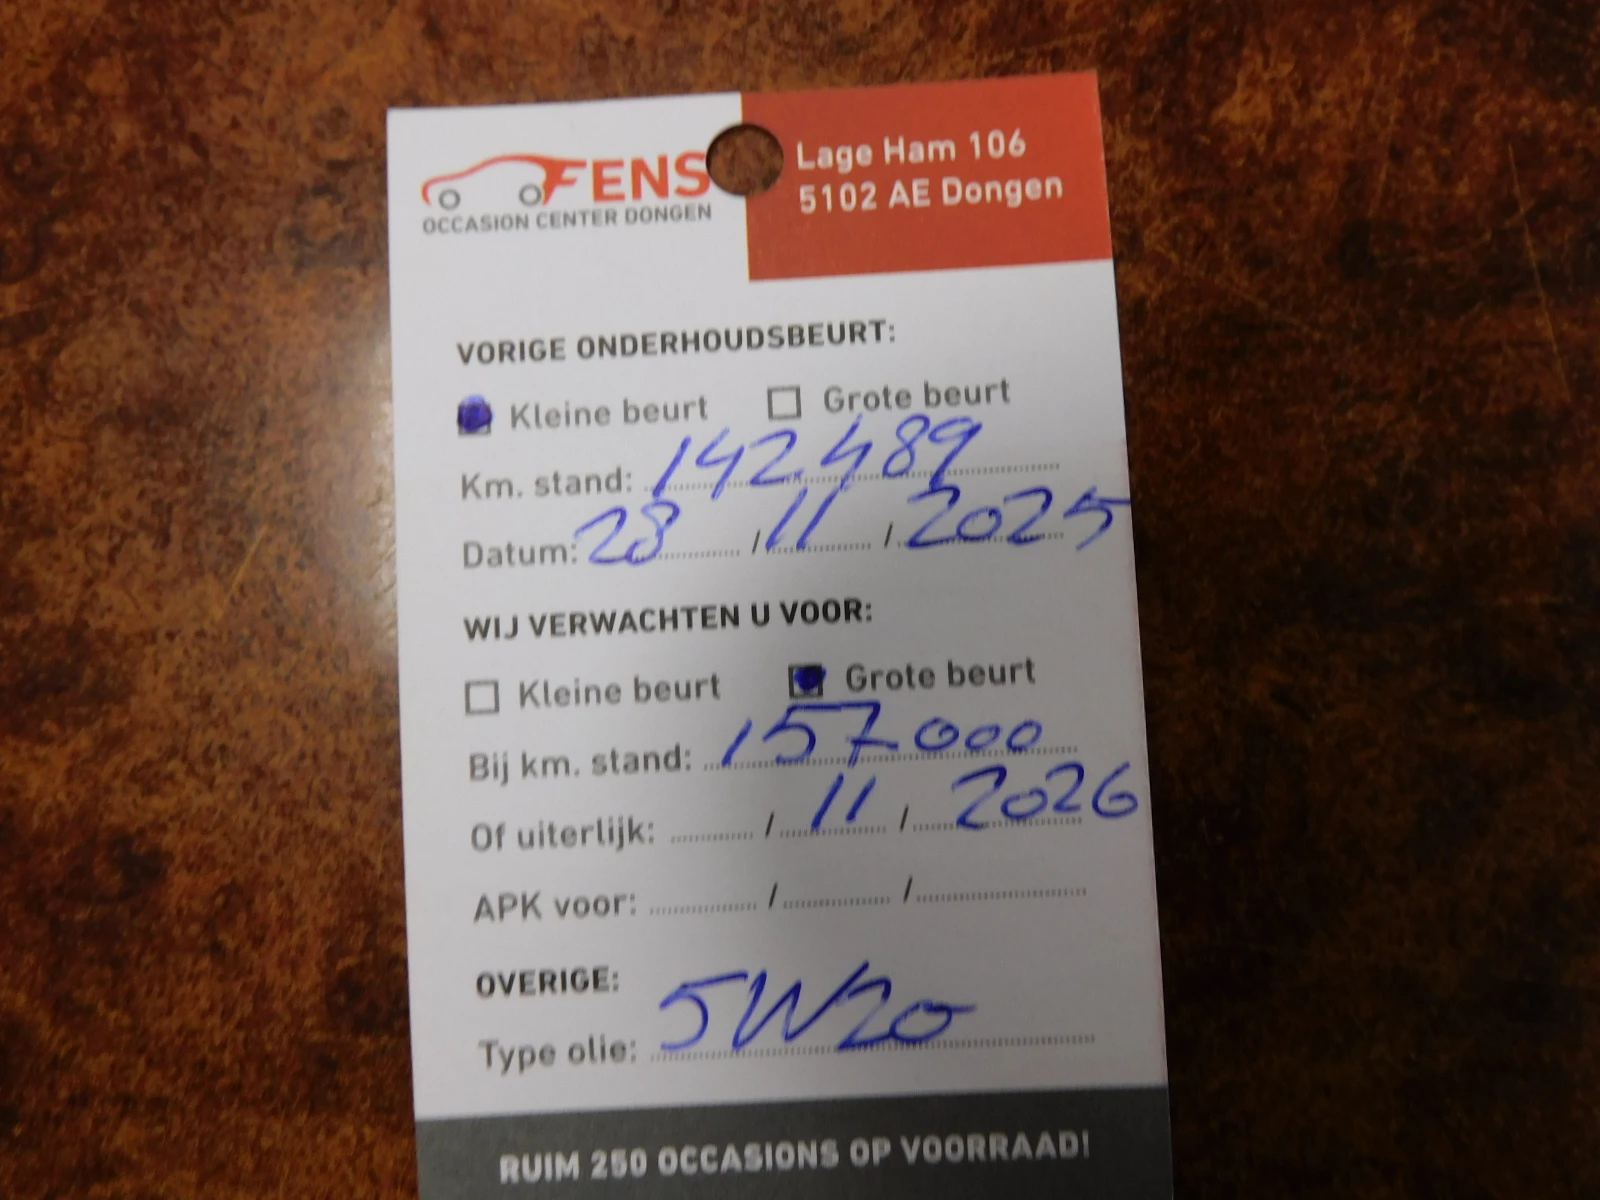 FENS
OCCASION CENTER DONGEN
Lage Ham 106
5102 AE Dongen
VORIGE ONDERHOUDSBEURT:
Kleine beurt Grote beurt
Km. stand: 142.489
Datum: 28 / 11 / 2025
WIJ VERWACHTEN U VOOR:
Kleine beurt Grote beurt
Bij km. stand: 157000
Of uiterlijk: / 11 / 2026
APK voor: / /
OVERIGE:
Type olie: 5W20
RUIM 250 OCCASIONS OP VOORRAAD!